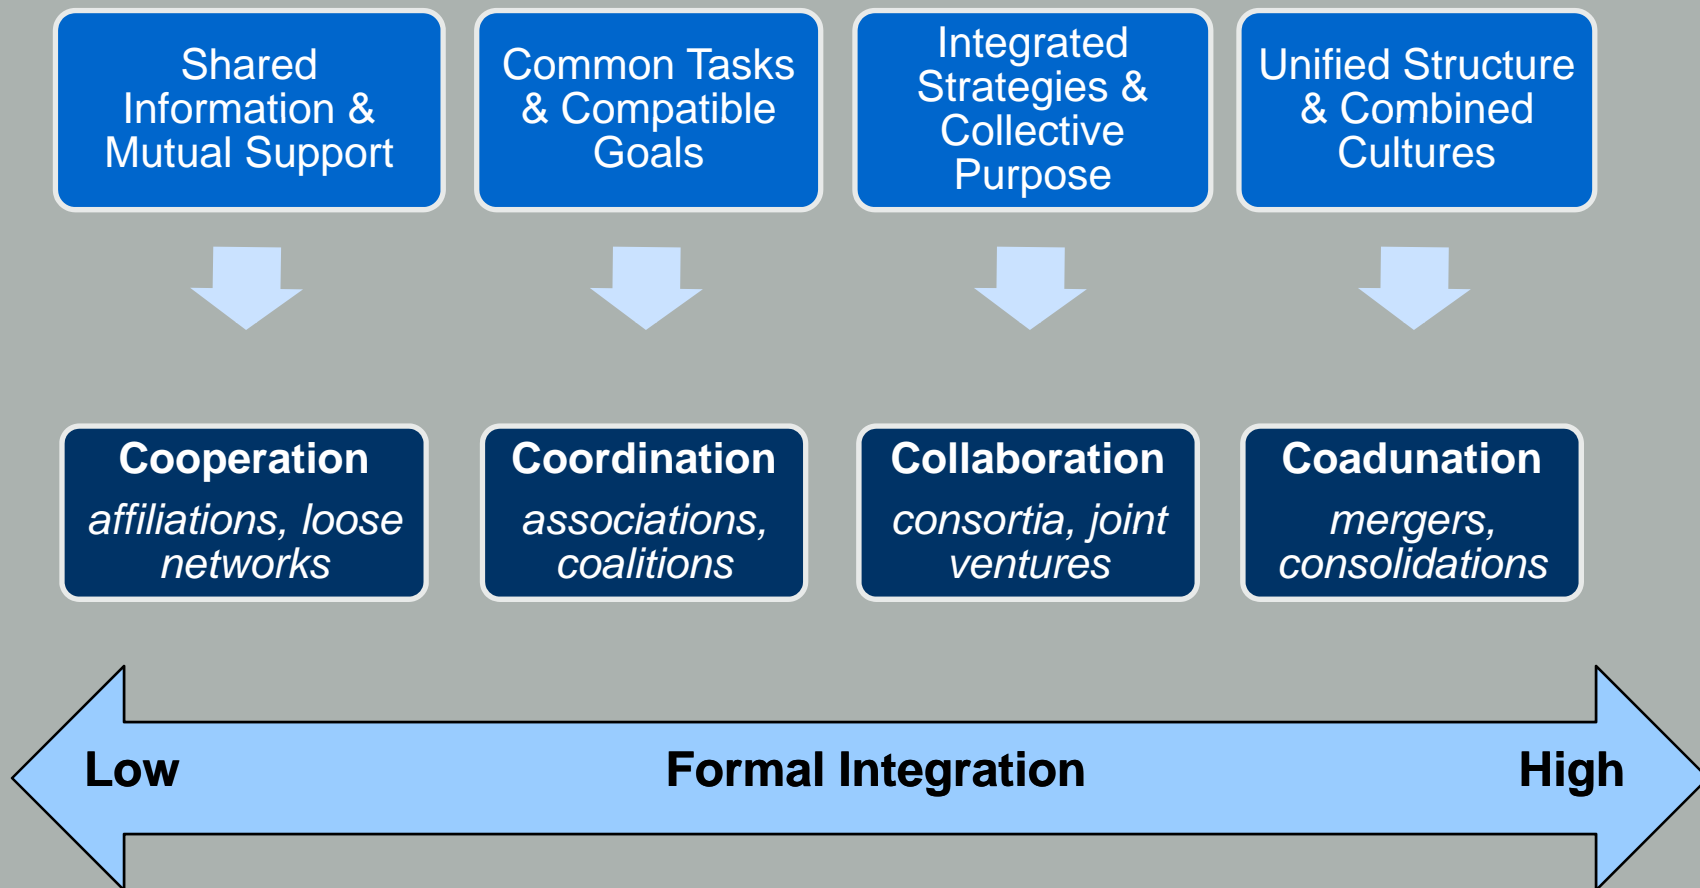 Shared
Information &
Mutual Support
Common Tasks
& Compatible
Goals
Integrated
Strategies &
Collective
Purpose
Unified Structure
& Combined
Cultures
Cooperation
affiliations, loose
networks
Coordination
associations,
coalitions
Collaboration
consortia, joint
ventures
Coadunation
mergers,
consolidations
Low
Formal Integration
High